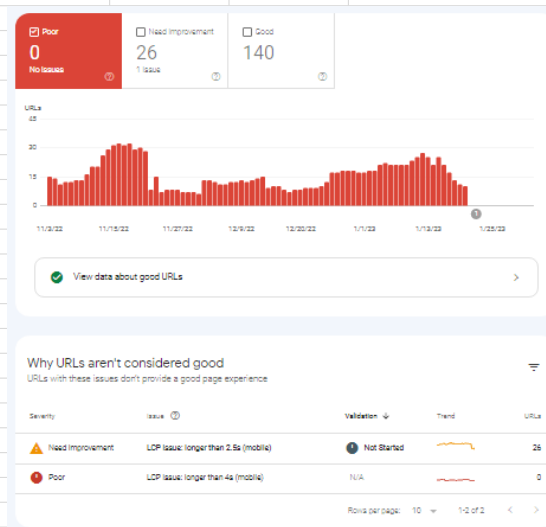 Poor
Need Improvement
Good
0
26
140
No Issues
1 Issue
URLs
45
30
15
0
1
11/3/22 11/15/22 11/27/22 12/9/22 12/20/22 1/1/23 1/13/23 1/25/23
View data about good URLs
Why URLs aren't considered good
URLs with these issues don't provide a good page experience
Severity Issue Validation Trend URLs
Need Improvement LCP Issue: longer than 2.5s (mobile) Not Started 26
Poor LCP Issue: longer than 4s (mobile) N/A 0
Rows per page: 10 1-2 of 2